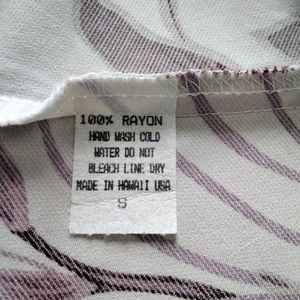 100% RAYON
HAND WASH COLD
WATER DO NOT
BLEACH LINE DRY
MADE IN HAWAII USA
S